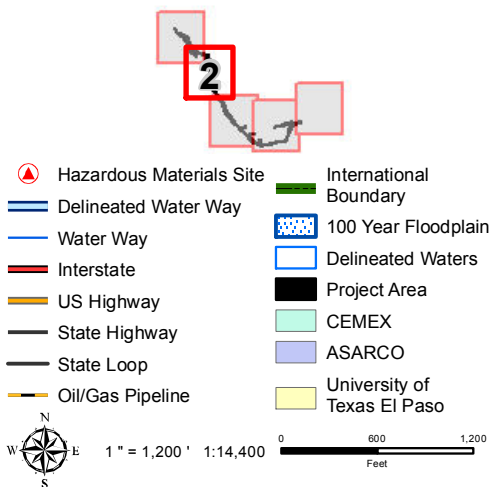 2
Hazardous Materials Site
Delineated Water Way
Water Way
Interstate
US Highway
State Highway
State Loop
Oil/Gas Pipeline
International
Boundary
100 Year Floodplain
Delineated Waters
Project Area
CEMEX
ASARCO
University of
Texas El Paso
N
W E
S
1 " = 1,200 ' 1:14,400
0 600 1,200
Feet